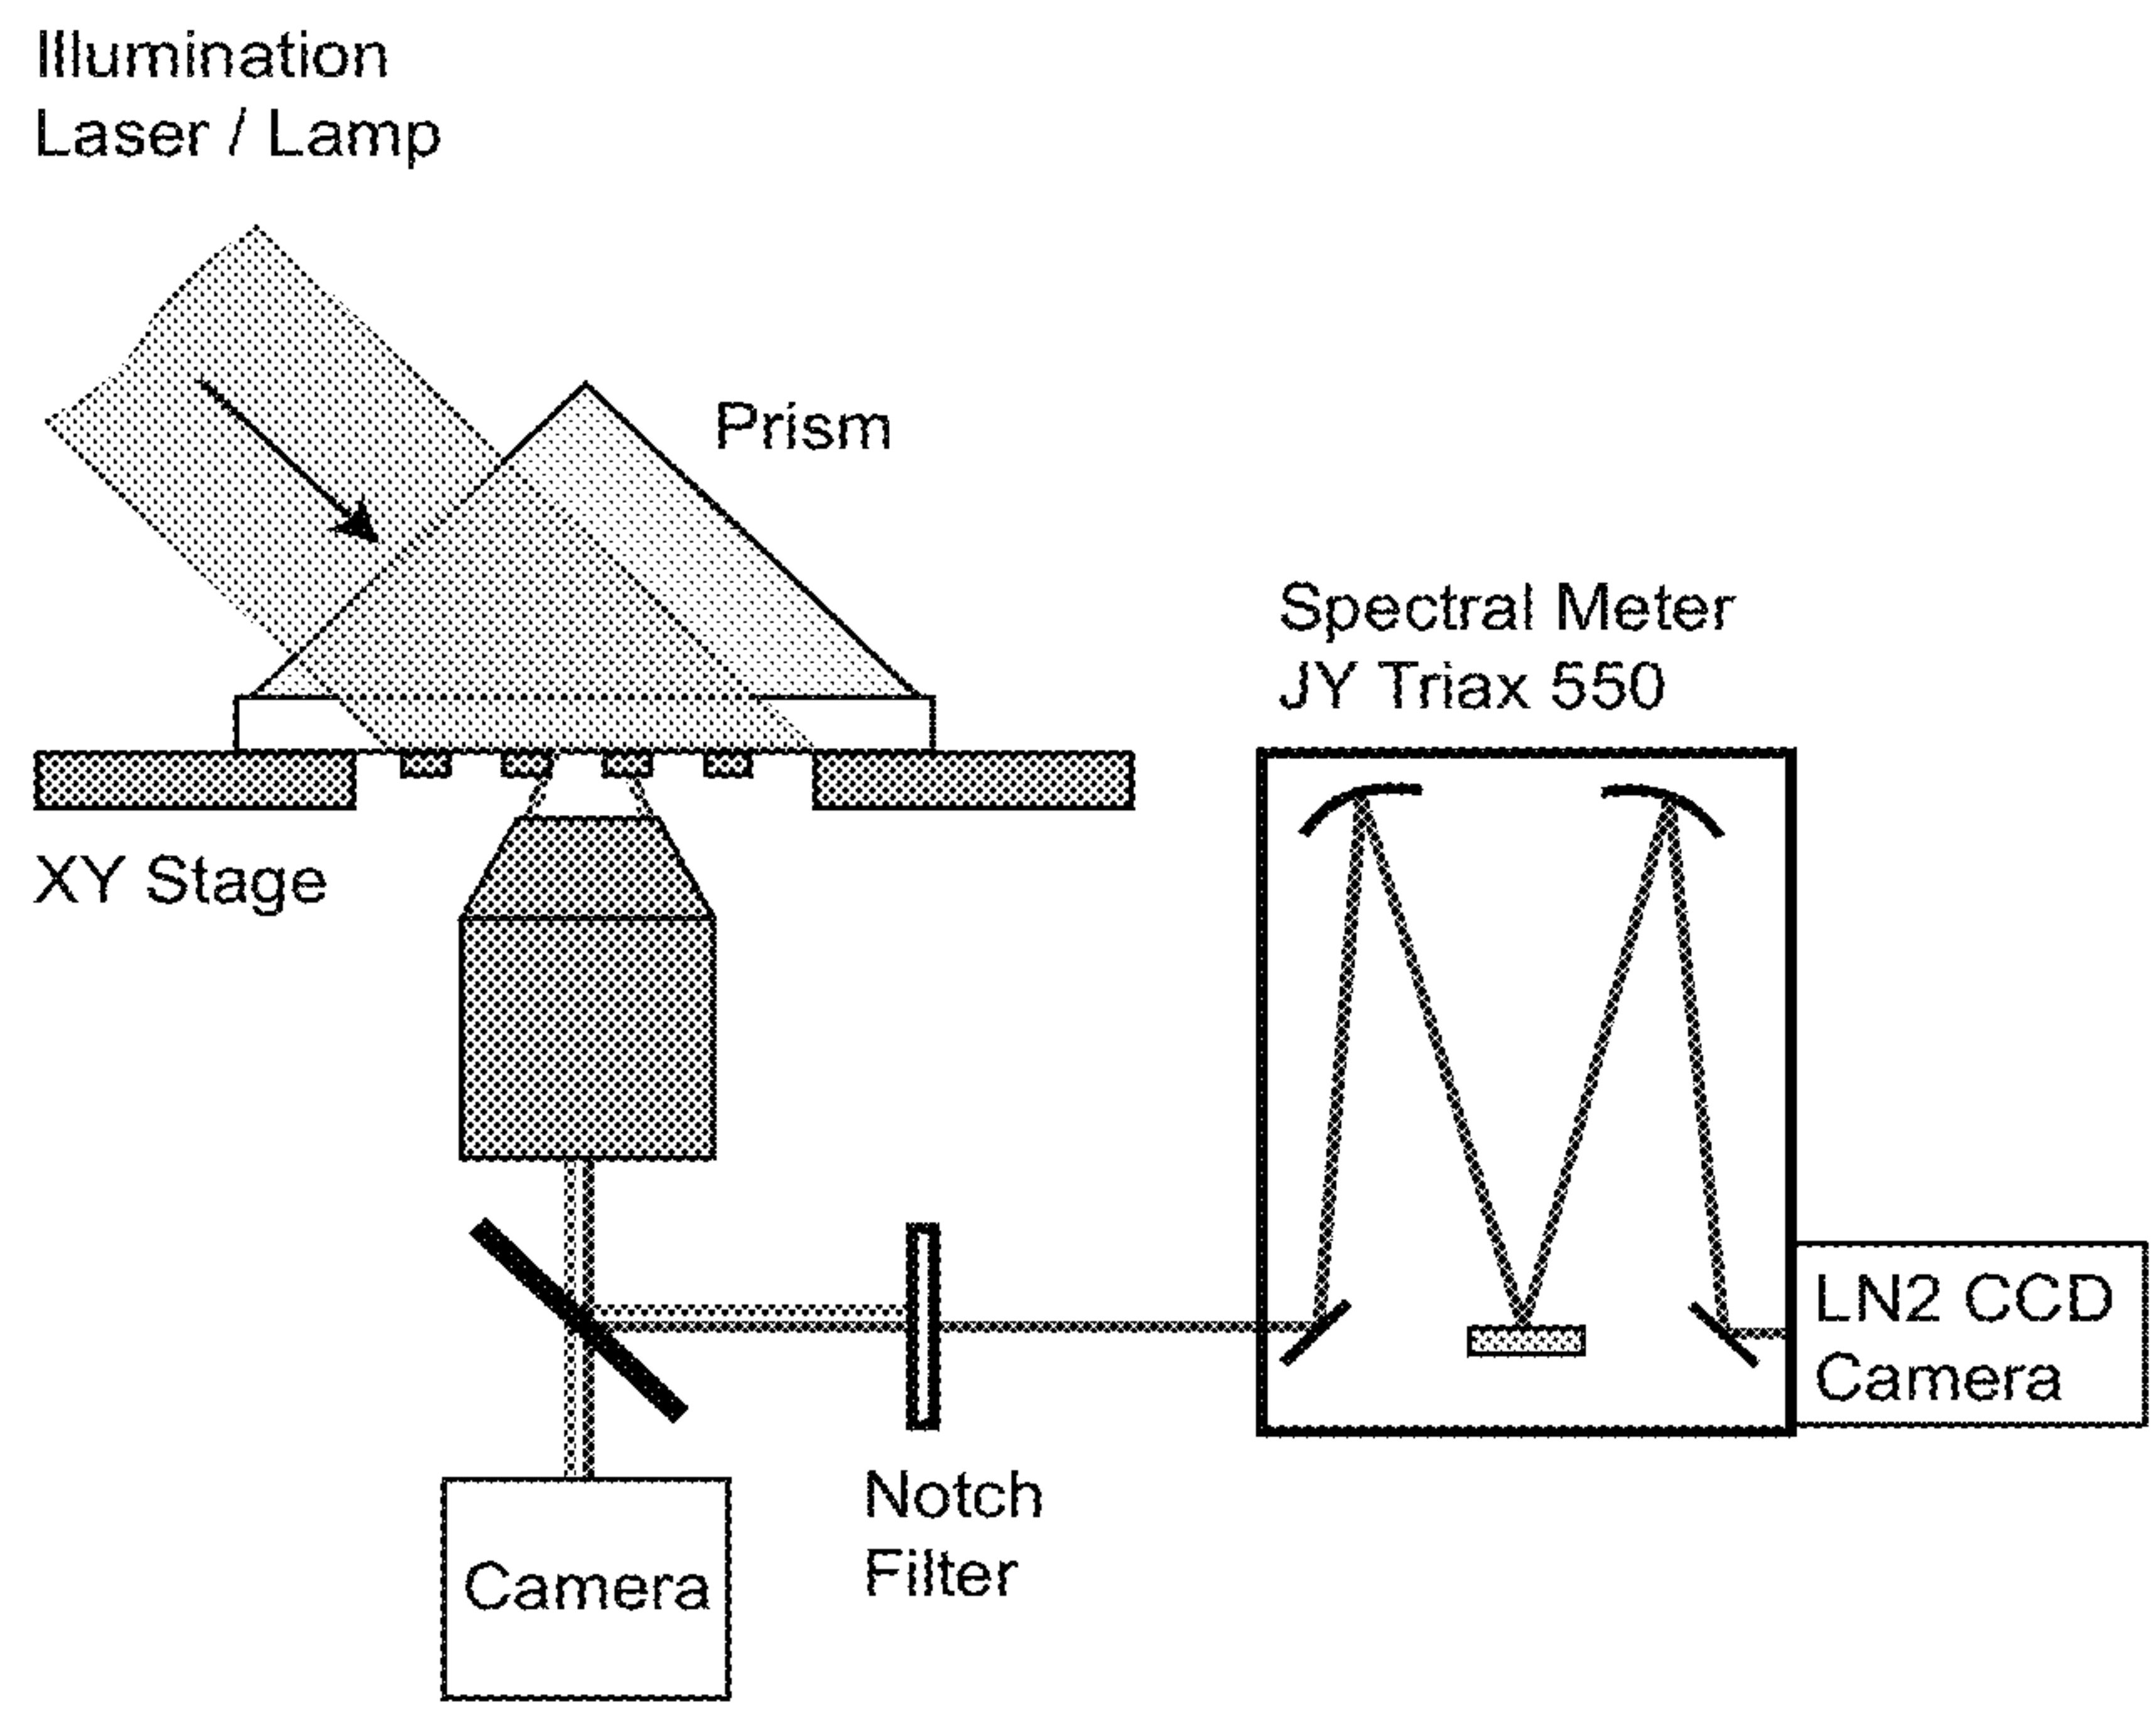 Illumination
Laser / Lamp
Prism
Spectral Meter
JY Triax 550
XY Stage
LN2 CCD
Camera
Notch
Filter
Camera